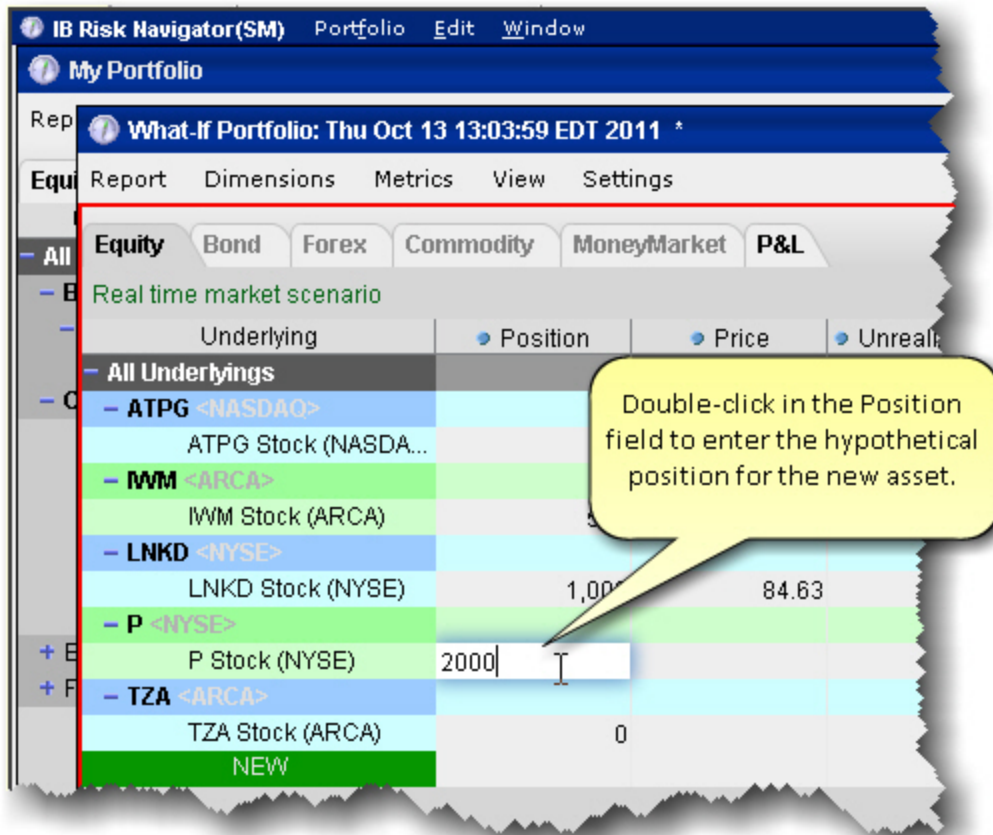 IB Risk Navigator(SM) Portfolio Edit Window
My Portfolio
Rep
What-If Portfolio: Thu Oct 13 13:03:59 EDT 2011 *
Equi
Report Dimensions Metrics View Settings
Equity Bond Forex Commodity MoneyMarket P&L
All
Real time market scenario
Underlying Position Price Unreali
All Underlyings
ATPG <NASDAQ>
ATPG Stock (NASDA...
IWM <ARCA>
IWM Stock (ARCA)
LNKD <NYSE>
LNKD Stock (NYSE) 1,000 84.63
P <NYSE>
P Stock (NYSE) 2000
TZA <ARCA>
TZA Stock (ARCA) 0
NEW
Double-click in the Position
field to enter the hypothetical
position for the new asset.